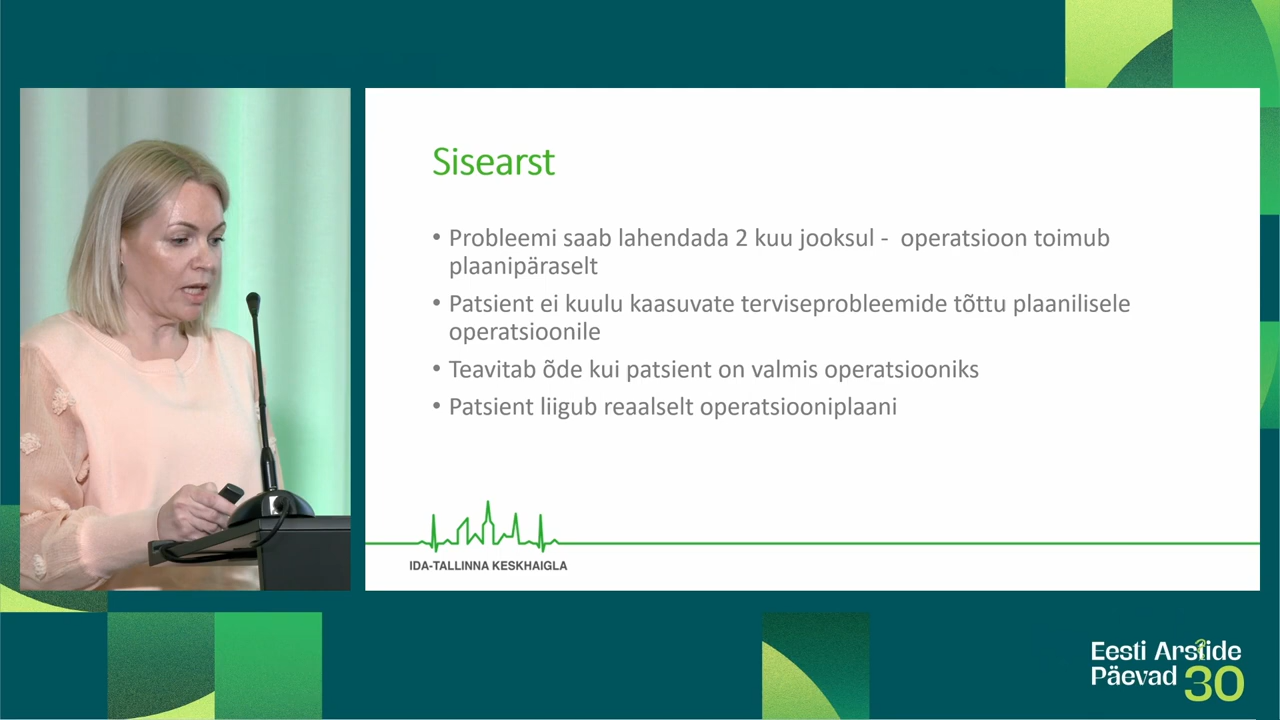 Sisearst
• Probleemi saab lahendada 2 kuu jooksul -  operatsioon toimub
plaanipäraselt
• Patsient ei kuulu kaasuvate terviseprobleemide tõttu plaanilisele
operatsioonile
• Teavitab õde kui patsient on valmis operatsiooniks
• Patsient liigub reaalselt operatsiooniplaani
IDA-TALLINNA KESKHAIGLA
Eesti Arstide
Päevad 30